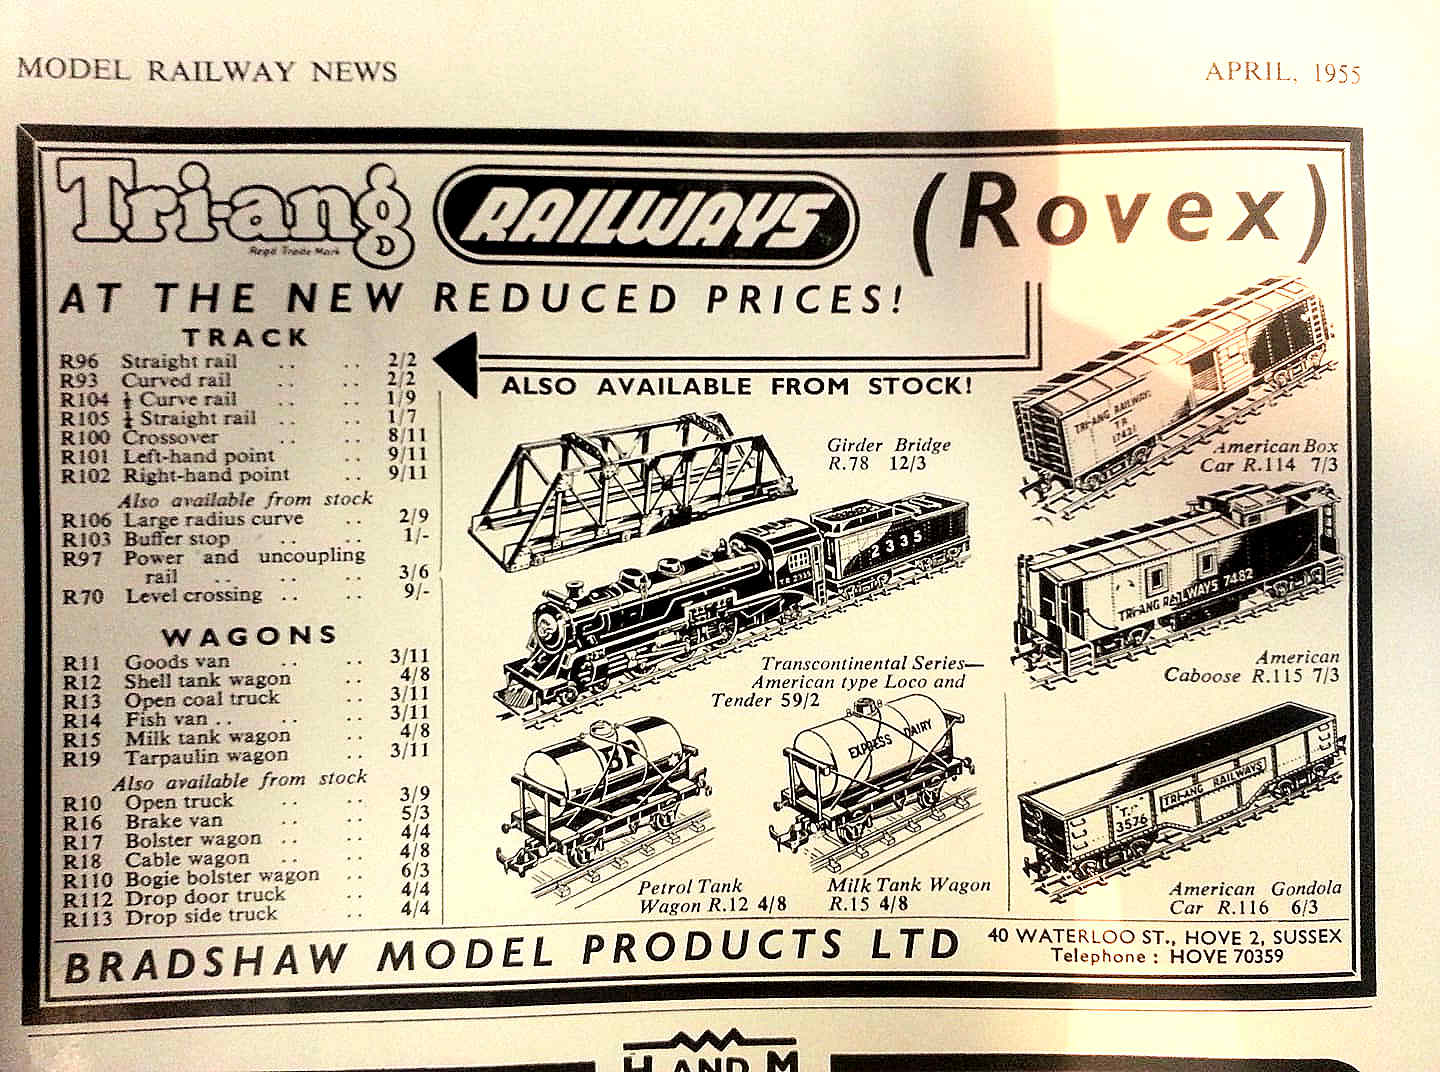 MODEL RAILWAY NEWS
APRIL, 1955
Tri-ang
Regd Trade Mark
RAILWAYS
(Rovex)
AT THE NEW REDUCED PRICES!
TRACK
R96 Straight rail .. .. 2/2
R93 Curved rail .. .. 2/2
R104 ½ Curve rail .. .. 1/9
R105 ½ Straight rail .. .. 1/7
R100 Crossover .. .. 8/11
R101 Left-hand point .. 9/11
R102 Right-hand point .. 9/11
Also available from stock
R106 Large radius curve .. 2/9
R103 Buffer stop .. .. 1/-
R97 Power and uncoupling
rail .. .. .. 3/6
R70 Level crossing .. .. 9/-
WAGONS
R11 Goods van .. .. 3/11
R12 Shell tank wagon .. 4/8
R13 Open coal truck .. 3/11
R14 Fish van .. .. .. 3/11
R15 Milk tank wagon .. 4/8
R19 Tarpaulin wagon .. 3/11
Also available from stock
R10 Open truck .. .. 3/9
R16 Brake van .. .. 5/3
R17 Bolster wagon .. .. 4/4
R18 Cable wagon .. .. 4/8
R110 Bogie bolster wagon .. 6/3
R112 Drop door truck .. 4/4
R113 Drop side truck .. 4/4
ALSO AVAILABLE FROM STOCK!
Girder Bridge
R.78 12/3
TRI-ANG RAILWAYS
TR
17421
American Box
Car R.114 7/3
2335
TR 2335
Transcontinental Series—
American type Loco and
Tender 59/2
TRI-ANG RAILWAYS 7482
American
Caboose R.115 7/3
Petrol Tank
Wagon R.12 4/8
EXPRESS DAIRY
Milk Tank Wagon
R.15 4/8
TRI-ANG RAILWAYS
3576
American Gondola
Car R.116 6/3
BRADSHAW MODEL PRODUCTS LTD
40 WATERLOO ST., HOVE 2, SUSSEX
Telephone : HOVE 70359
H AND M